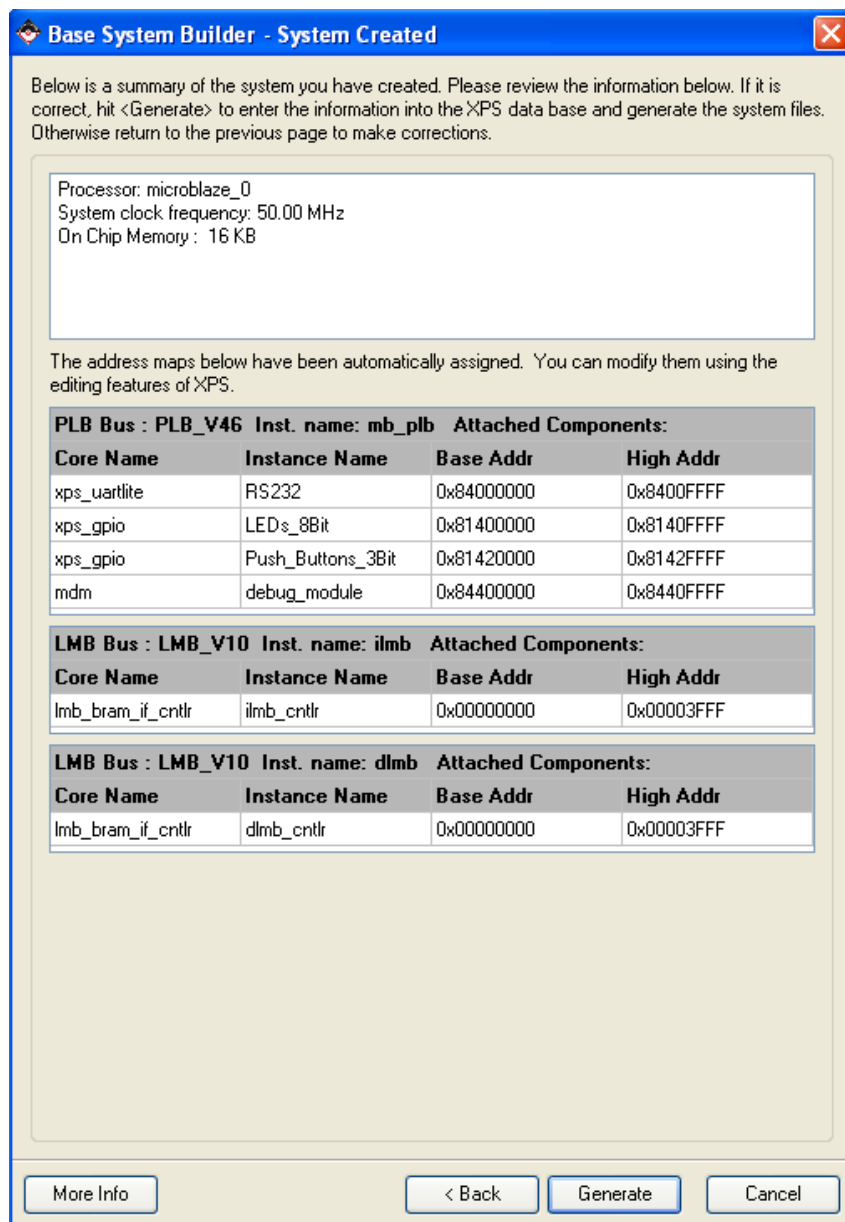 Base System Builder - System Created
Below is a summary of the system you have created. Please review the information below. If it is
correct, hit <Generate> to enter the information into the XPS data base and generate the system files.
Otherwise return to the previous page to make corrections.
Processor: microblaze_0
System clock frequency: 50.00 MHz
On Chip Memory : 16 KB
The address maps below have been automatically assigned. You can modify them using the
editing features of XPS.
PLB Bus : PLB_V46 Inst. name: mb_plb Attached Components:
Core Name Instance Name Base Addr High Addr
xps_uartlite RS232 0x84000000 0x8400FFFF
xps_gpio LEDs_8Bit 0x81400000 0x8140FFFF
xps_gpio Push_Buttons_3Bit 0x81420000 0x8142FFFF
mdm debug_module 0x84400000 0x8440FFFF
LMB Bus : LMB_V10 Inst. name: ilmb Attached Components:
Core Name Instance Name Base Addr High Addr
lmb_bram_if_cntlr ilmb_cntlr 0x00000000 0x00003FFF
LMB Bus : LMB_V10 Inst. name: dlmb Attached Components:
Core Name Instance Name Base Addr High Addr
lmb_bram_if_cntlr dlmb_cntlr 0x00000000 0x00003FFF
More Info < Back Generate Cancel